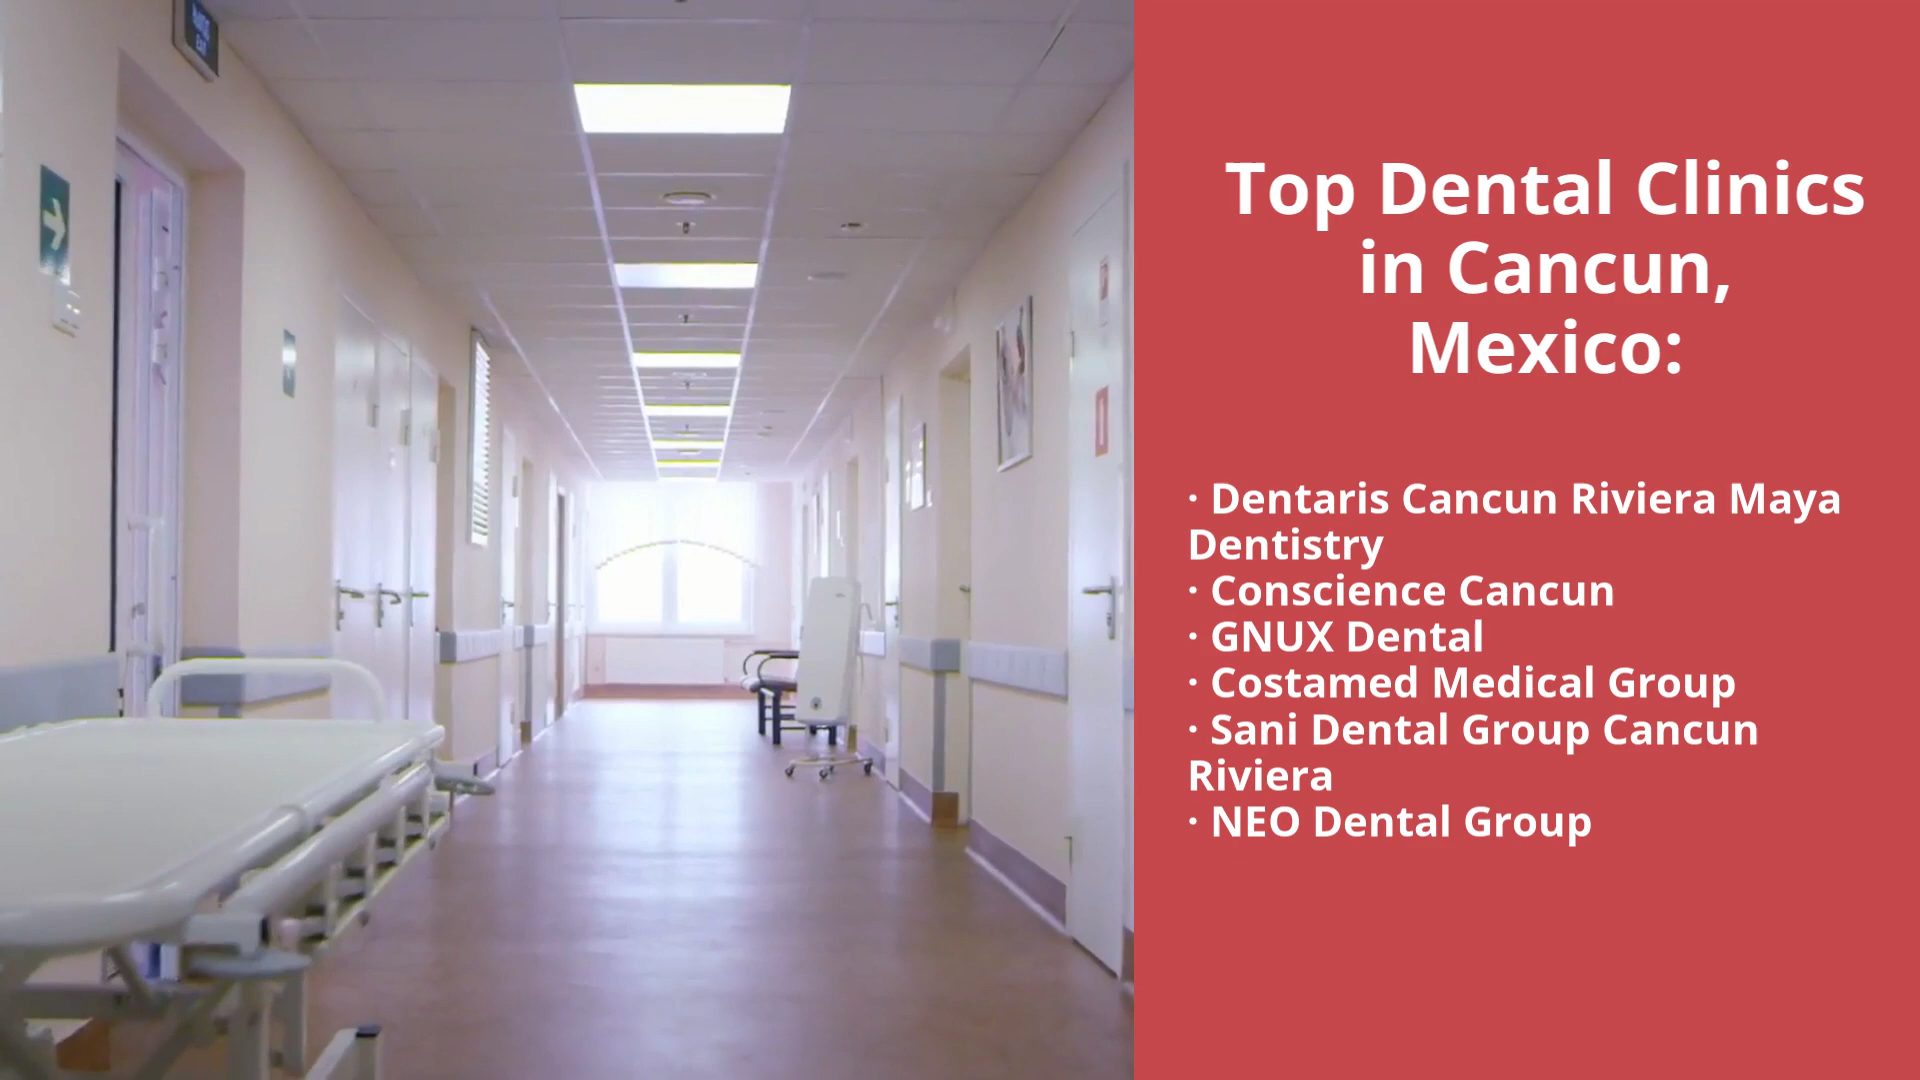 EXIT
Top Dental Clinics
in Cancun,
Mexico:
· Dentaris Cancun Riviera Maya
Dentistry
· Conscience Cancun
· GNUX Dental
· Costamed Medical Group
· Sani Dental Group Cancun
Riviera
· NEO Dental Group